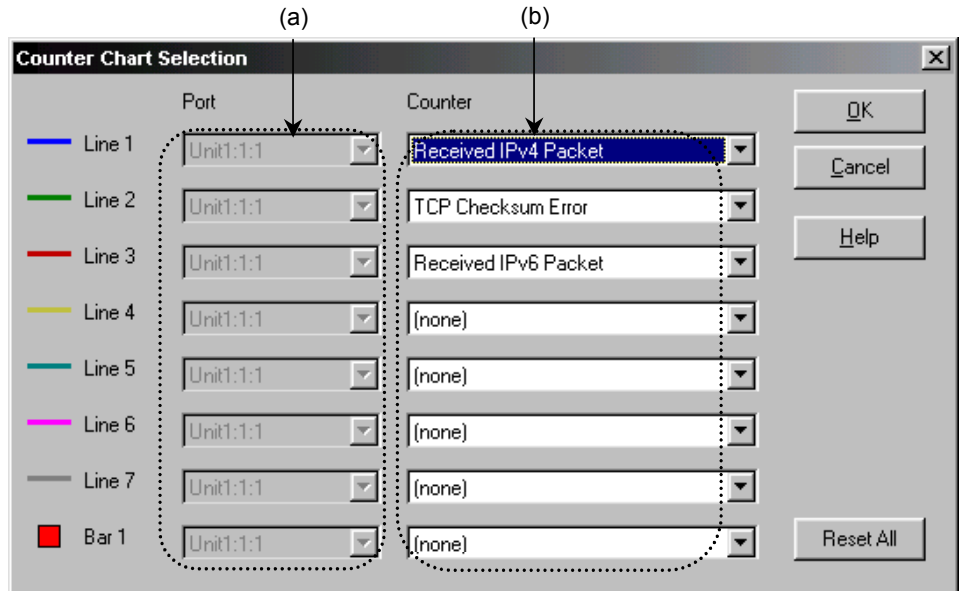 (a) (b)
Counter Chart Selection
Port Counter
OK
Line 1 Unit1:1:1 Received IPv4 Packet
Cancel
Line 2 Unit1:1:1 TCP Checksum Error
Help
Line 3 Unit1:1:1 Received IPv6 Packet
Line 4 Unit1:1:1 (none)
Line 5 Unit1:1:1 (none)
Line 6 Unit1:1:1 (none)
Line 7 Unit1:1:1 (none)
Bar 1 Unit1:1:1 (none) Reset All